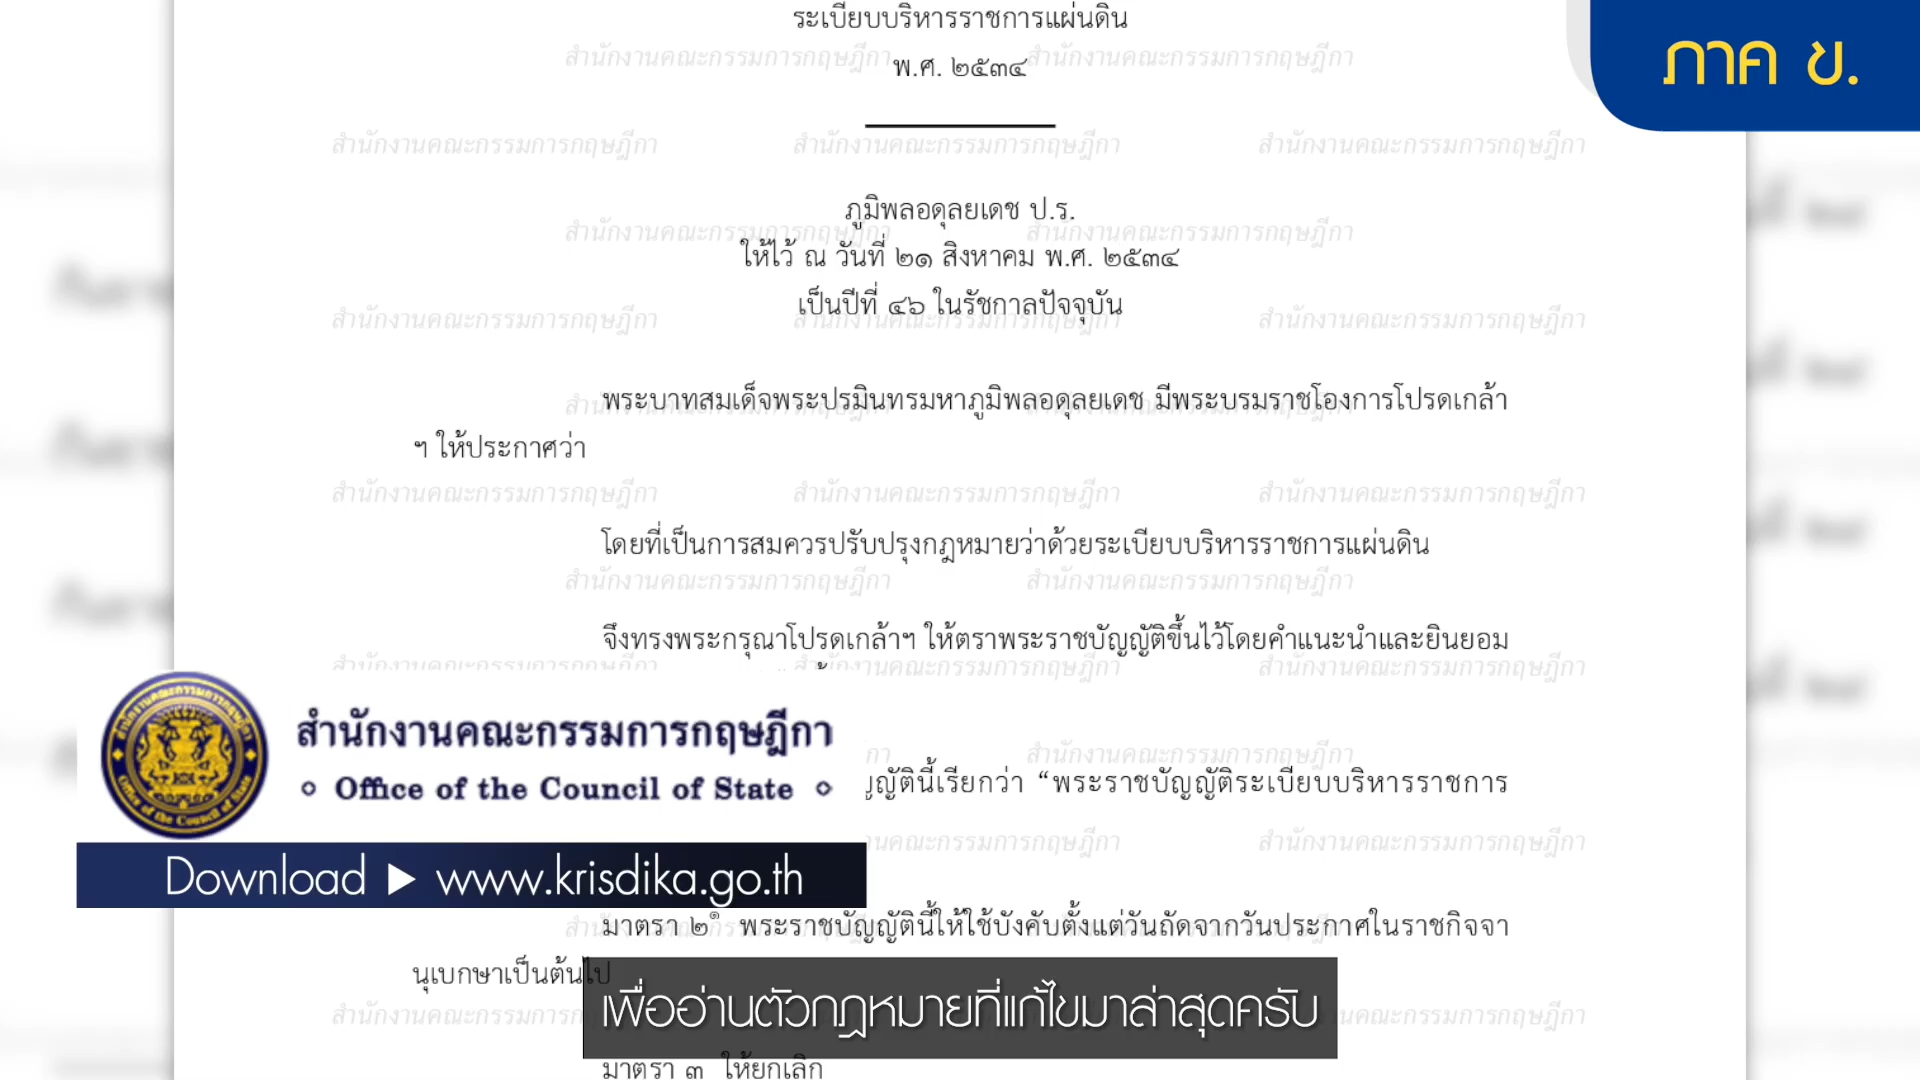 ระเบียบบริหารราชการแผ่นดิน
พ.ศ. ๒๕๓๔
ภาค ข.
ภูมิพลอดุลยเดช ป.ร.
ให้ไว้ ณ วันที่ ๒๑ สิงหาคม พ.ศ. ๒๕๓๔
เป็นปีที่ ๔๖ ในรัชกาลปัจจุบัน
พระบาทสมเด็จพระปรมินทรมหาภูมิพลอดุลยเดช มีพระบรมราชโองการโปรดเกล้า
ฯ ให้ประกาศว่า
โดยที่เป็นการสมควรปรับปรุงกฎหมายว่าด้วยระเบียบบริหารราชการแผ่นดิน
จึงทรงพระกรุณาโปรดเกล้าฯ ให้ตราพระราชบัญญัติขึ้นไว้โดยคำแนะนำและยินยอม
สำนักงานคณะกรรมการกฤษฎีกา
Office of the Council of State
ญัตินี้เรียกว่า “พระราชบัญญัติระเบียบบริหารราชการ
Download ▶ www.krisdika.go.th
มาตรา ๒๑ พระราชบัญญัตินี้ให้ใช้บังคับตั้งแต่วันถัดจากวันประกาศในราชกิจจา
นุเบกษาเป็นต้นไป
เพื่ออ่านตัวกฎหมายที่แก้ไขมาล่าสุดครับ
มาตรา ๓ ให้ยกเลิก